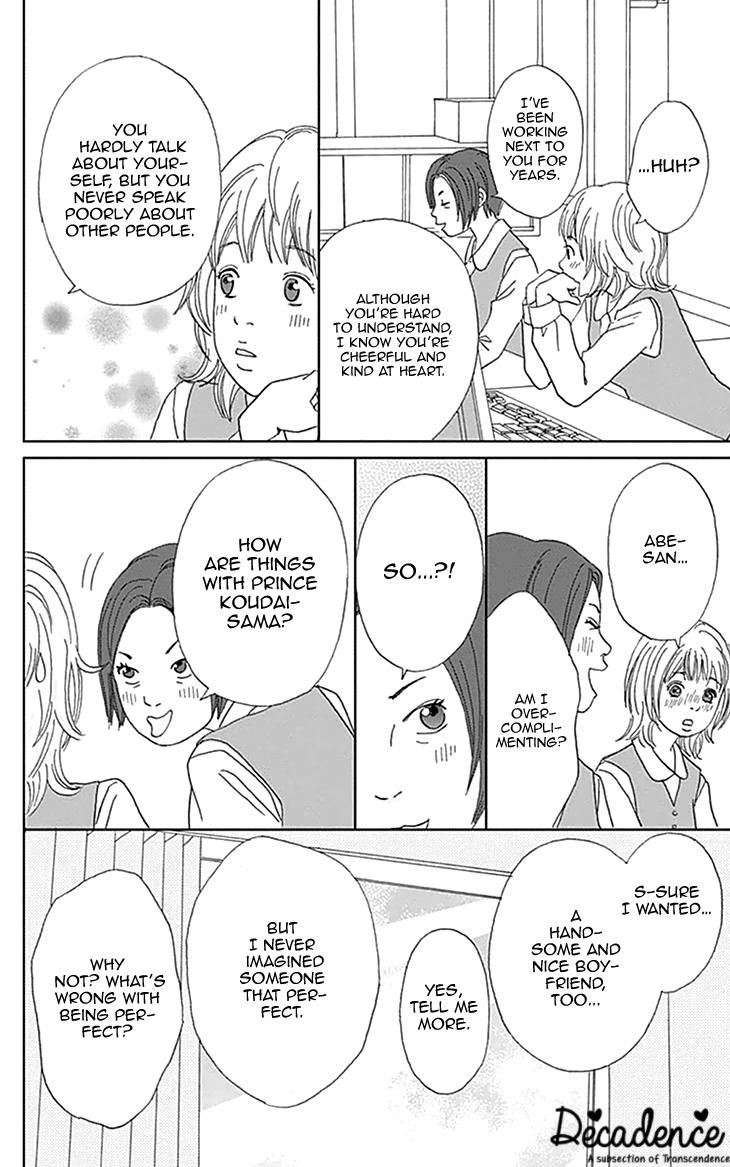 ...HUH?
I'VE
BEEN
WORKING
NEXT
TO
YOU FOR
YEARS.
ALTHOUGH
YOU'RE HARD
TO UNDERSTAND,
I KNOW YOU'RE
CHEERFUL AND
KIND AT HEART.
YOU
HARDLY TALK
ABOUT YOUR-
SELF, BUT YOU
NEVER SPEAK
POORLY ABOUT
OTHER PEOPLE.
ABE-
SAN...
AM I
OVER-
COMPLI-
MENTING?
SO...?!
HOW
ARE THINGS
WITH PRINCE
KOUDAI-
SAMA?
S-SURE
I WANTED...
A
HAND-
SOME AND
NICE BOY-
FRIEND,
TOO...
YES,
TELL ME
MORE.
BUT
I NEVER
IMAGINED
SOMEONE
THAT PER-
FECT.
WHY
NOT? WHAT'S
WRONG WITH
BEING PER-
FECT?
Decadence
A subsection of Transcendence